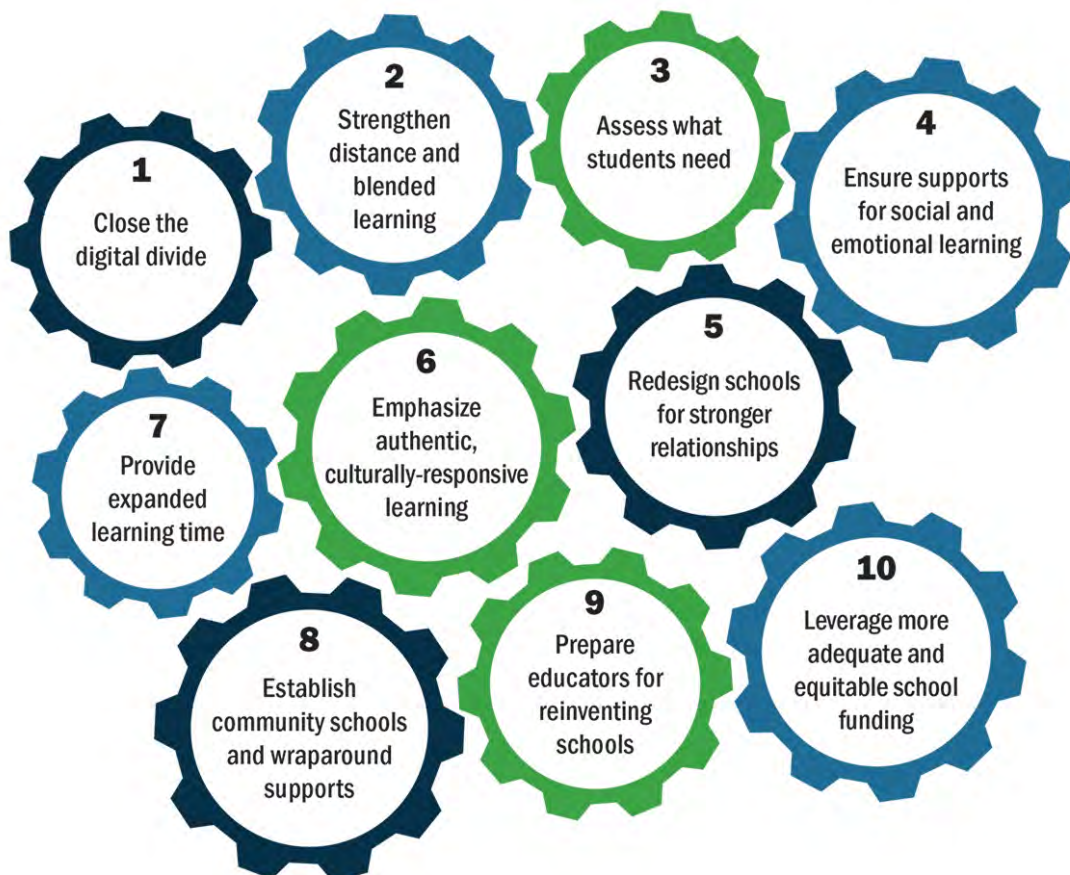 1
Close the
digital divide
2
Strengthen
distance and
blended
learning
3
Assess what
students need
4
Ensure supports
for social and
emotional learning
5
Redesign schools
for stronger
relationships
6
Emphasize
authentic,
culturally-responsive
learning
7
Provide
expanded
learning time
8
Establish
community schools
and wraparound
supports
9
Prepare
educators for
reinventing
schools
10
Leverage more
adequate and
equitable school
funding